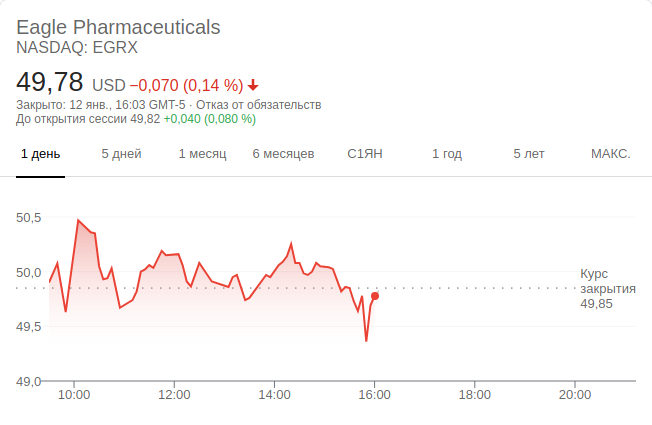 Eagle Pharmaceuticals
NASDAQ: EGRX
49,78 USD −0,070 (0,14 %)
Закрыто: 12 янв., 16:03 GMT-5 · Отказ от обязательств
До открытия сессии 49,82 +0,040 (0,080 %)
1 день 5 дней 1 месяц 6 месяцев С1ЯН 1 год 5 лет МАКС.
50,5
50,0
Курс
закрытия
49,85
49,5
49,0
10:00 12:00 14:00 16:00 18:00 20:00